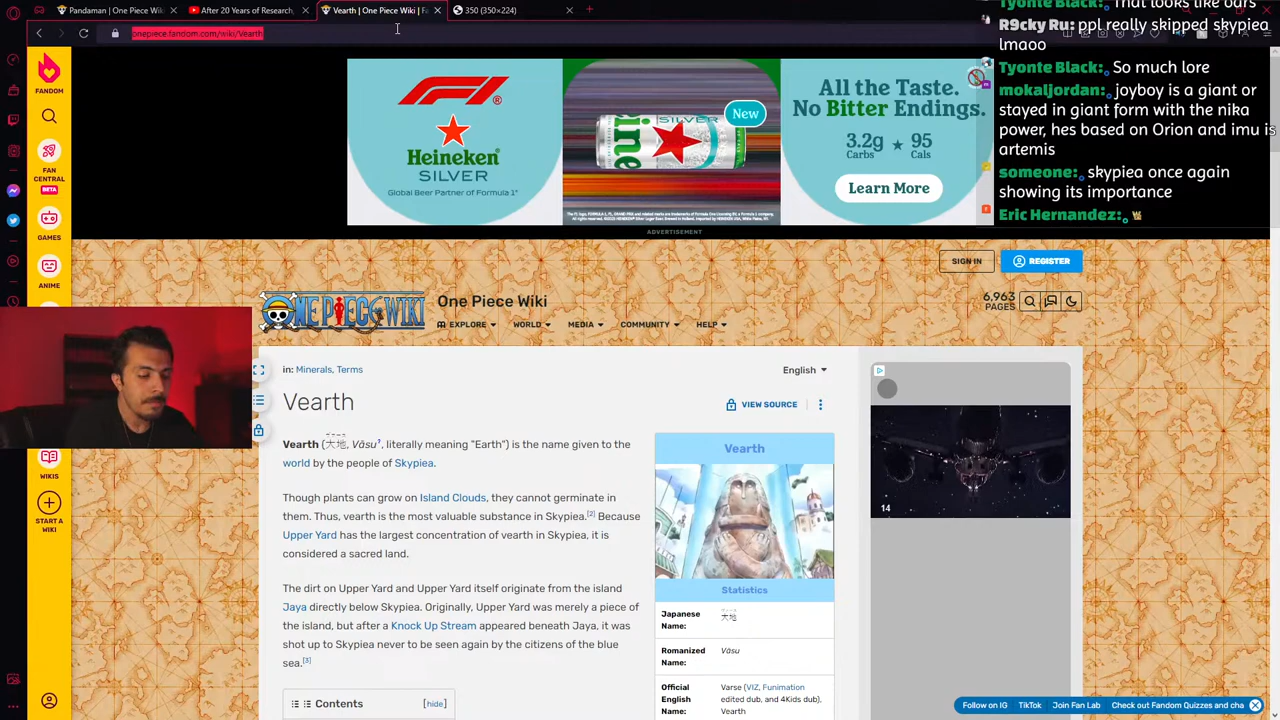 Pandaman | One Piece Wiki |
After 20 Years of Research,
Vearth | One Piece Wiki | Fa
350 (350×224)
onepiece.fandom.com/wiki/Vearth
Tyonte Black: That looks like oars
R9cky Ru: ppl really skipped skypiea
lmaoo
Tyonte Black: So much lore
mokaljordan: joyboy is a giant or
stayed in giant form with the nika
power, hes based on Orion and imu is
artemis
someone: skypiea once again
showing its importance
Eric Hernandez:
FANDOM
FAN
CENTRAL
BETA
GAMES
ANIME
WIKIS
START A
WIKI
F1
Heineken
SILVER
Global Beer Partner of Formula 1*
SILVER
New
All the Taste.
No Bitter Endings.
3.2g
Carbs
95
Cals
Learn More
ADVERTISEMENT
SIGN IN
REGISTER
ONE PIECE WIKI
One Piece Wiki
6,963
PAGES
EXPLORE
WORLD
MEDIA
COMMUNITY
HELP
in: Minerals, Terms
English
Vearth
VIEW SOURCE
Vearth (大地, Vāsu?, literally meaning "Earth") is the name given to the
world by the people of Skypiea.
Though plants can grow on Island Clouds, they cannot germinate in
them. Thus, vearth is the most valuable substance in Skypiea.[2] Because
Upper Yard has the largest concentration of vearth in Skypiea, it is
considered a sacred land.
The dirt on Upper Yard and Upper Yard itself originate from the island
Jaya directly below Skypiea. Originally, Upper Yard was merely a piece of
the island, but after a Knock Up Stream appeared beneath Jaya, it was
shot up to Skypiea never to be seen again by the citizens of the blue
sea.[3]
Contents
[hide]
Vearth
Statistics
Japanese
Name:
大地
Romanized
Name:
Vāsu
Official
English
Name:
Varse (VIZ, Funimation
edited dub, and 4Kids dub),
Vearth
14
Follow on IG
TikTok
Join Fan Lab
Check out Fandom Quizzes and cha